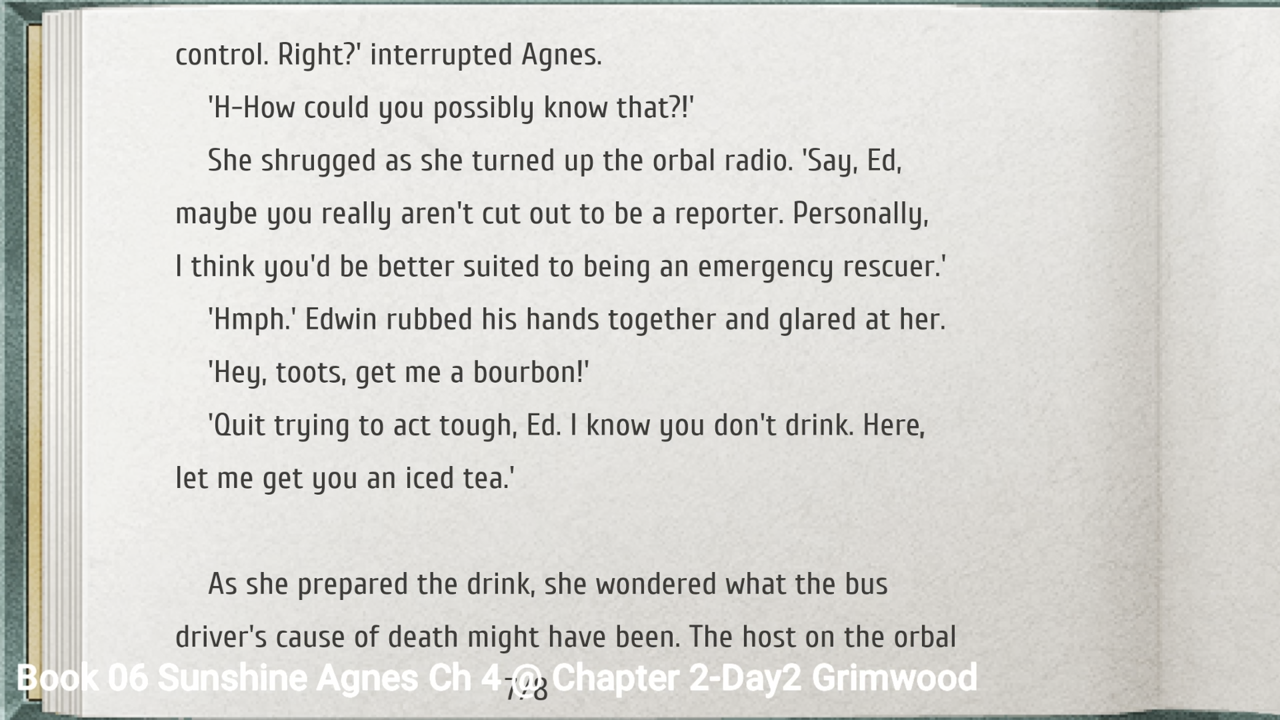 control. Right?' interrupted Agnes.
'H-How could you possibly know that?!'
She shrugged as she turned up the orbal radio. 'Say, Ed,
maybe you really aren't cut out to be a reporter. Personally,
I think you'd be better suited to being an emergency rescuer.'
'Hmph.' Edwin rubbed his hands together and glared at her.
'Hey, toots, get me a bourbon!'
'Quit trying to act tough, Ed. I know you don't drink. Here,
let me get you an iced tea.'
As she prepared the drink, she wondered what the bus
driver's cause of death might have been. The host on the orbal
Book 06 Sunshine Agnes Ch 4 @ Chapter 2-Day2 Grimwood
7/8